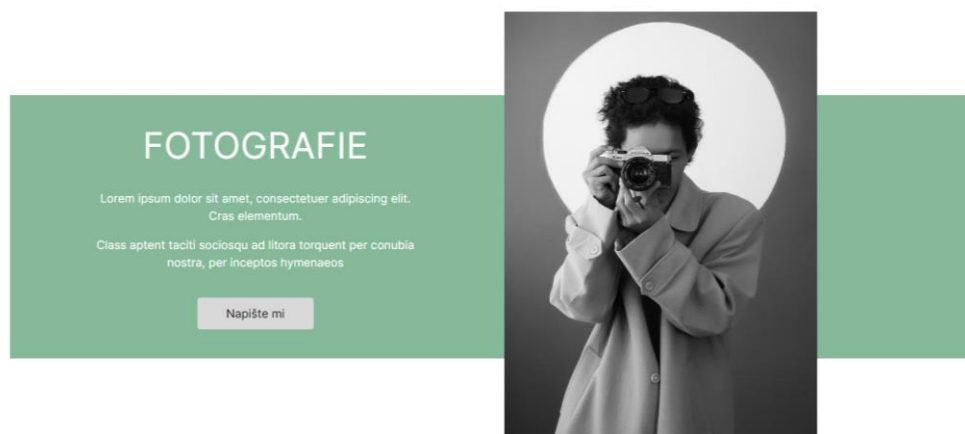 FOTOGRAFIE
Lorem ipsum dolor sit amet, consectetuer adipiscing elit.
Cras elementum.
Class aptent taciti sociosqu ad litora torquent per conubia
nostra, per inceptos hymenaeos
Napište mi